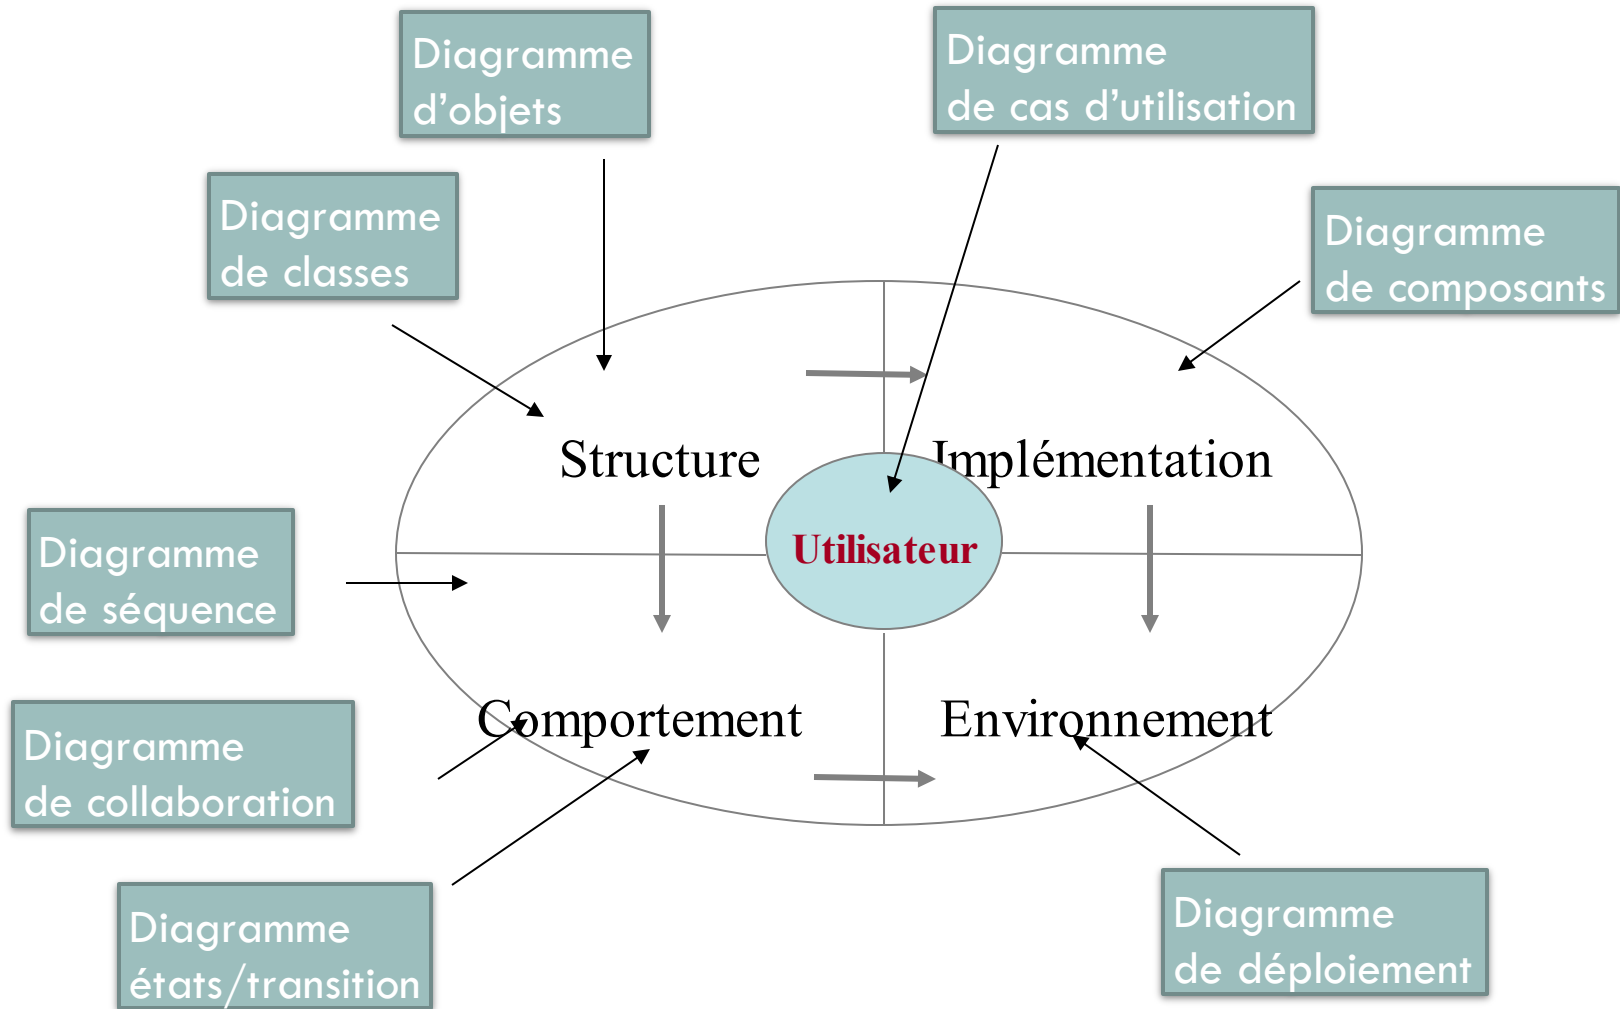 Diagramme
d’objets
Diagramme
de cas d’utilisation
Diagramme
de classes
Diagramme
de composants
Structure
Implémentation
Utilisateur
Diagramme
de séquence
Comportement
Environnement
Diagramme
de collaboration
Diagramme
états/transition
Diagramme
de déploiement